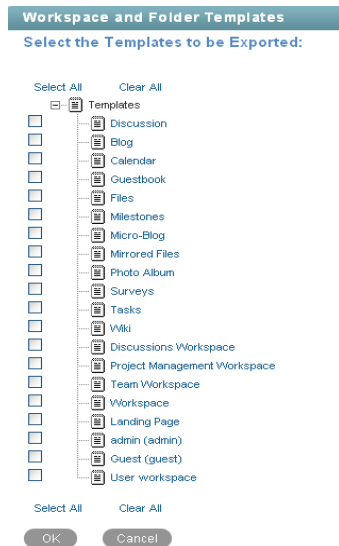 Workspace and Folder Templates
Select the Templates to be Exported:
Select All Clear All
Templates
Discussion
Blog
Calendar
Guestbook
Files
Milestones
Micro-Blog
Mirrored Files
Photo Album
Surveys
Tasks
Wiki
Discussions Workspace
Project Management Workspace
Team Workspace
Workspace
Landing Page
admin (admin)
Guest (guest)
User workspace
Select All Clear All
OK Cancel